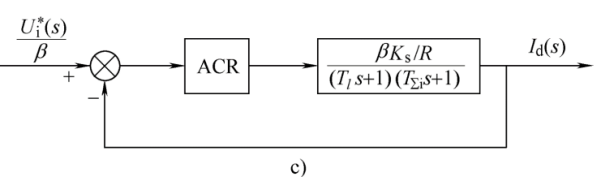 U*i(s)/β
+
−
ACR
βKs/R
(Tl s+1)(TΣi s+1)
Id(s)
c)